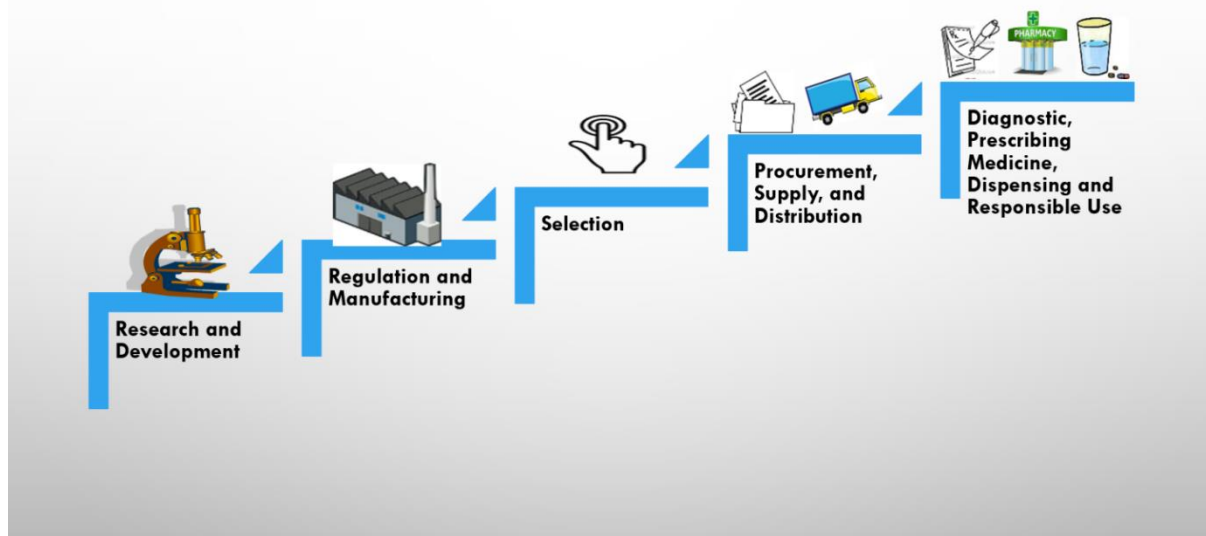 Research and
Development
Regulation and
Manufacturing
Selection
Procurement,
Supply, and
Distribution
PHARMACY
Diagnostic,
Prescribing
Medicine,
Dispensing and
Responsible Use